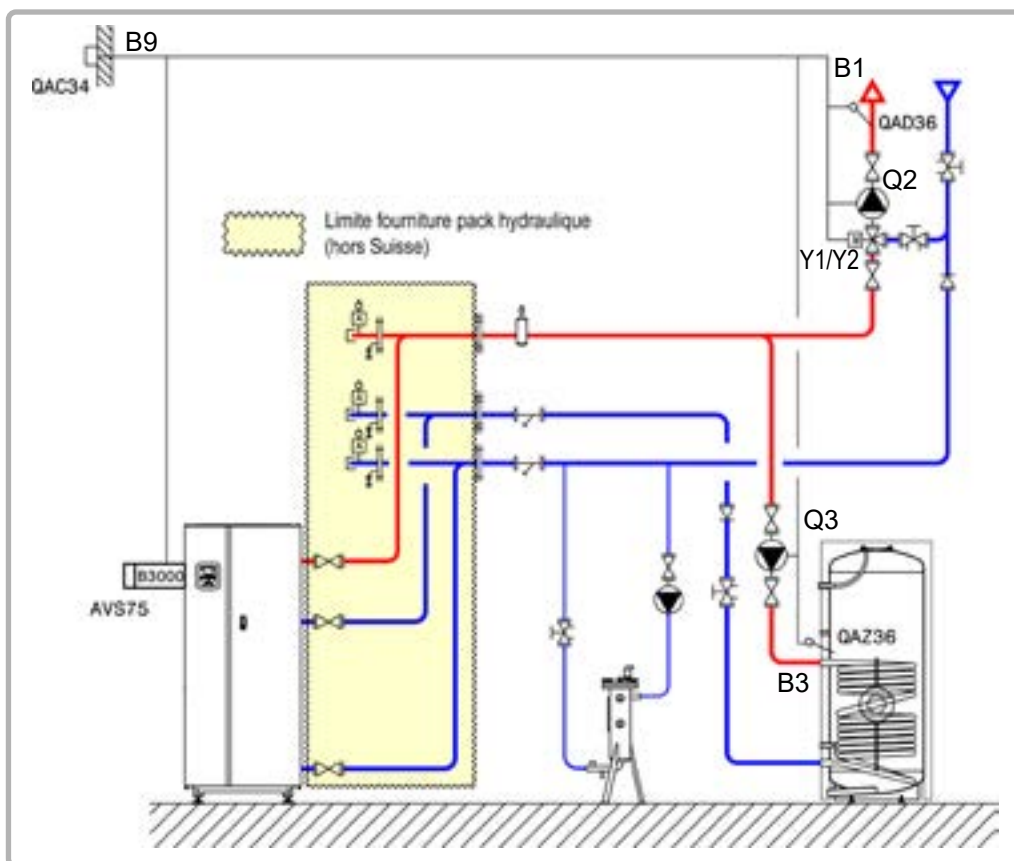 B9
QAC34
B1
QAD36
Q2
Limite fourniture pack hydraulique
(hors Suisse)
Y1/Y2
Q3
B3000
AVS75
QAZ36
B3